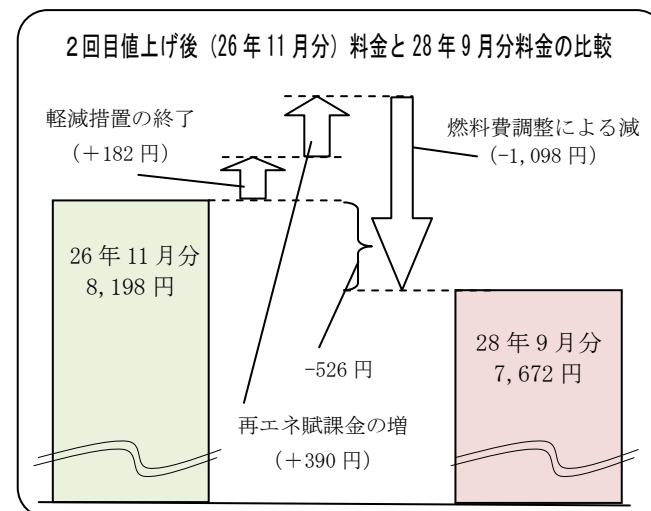 2回目値上げ後（26年11月分）料金と28年9月分料金の比較
軽減措置の終了
（＋182円）
燃料費調整による減
（-1,098円）
26年11月分
8,198円
28年9月分
7,672円
-526円
再エネ賦課金の増
（＋390円）